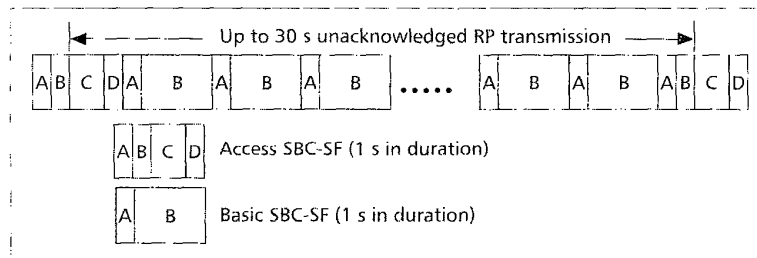 Up to 30 s unacknowledged RP transmission
A B C D A B A B A B ..... A B A B A B C D
A B C D Access SBC-SF (1 s in duration)
A B Basic SBC-SF (1 s in duration)